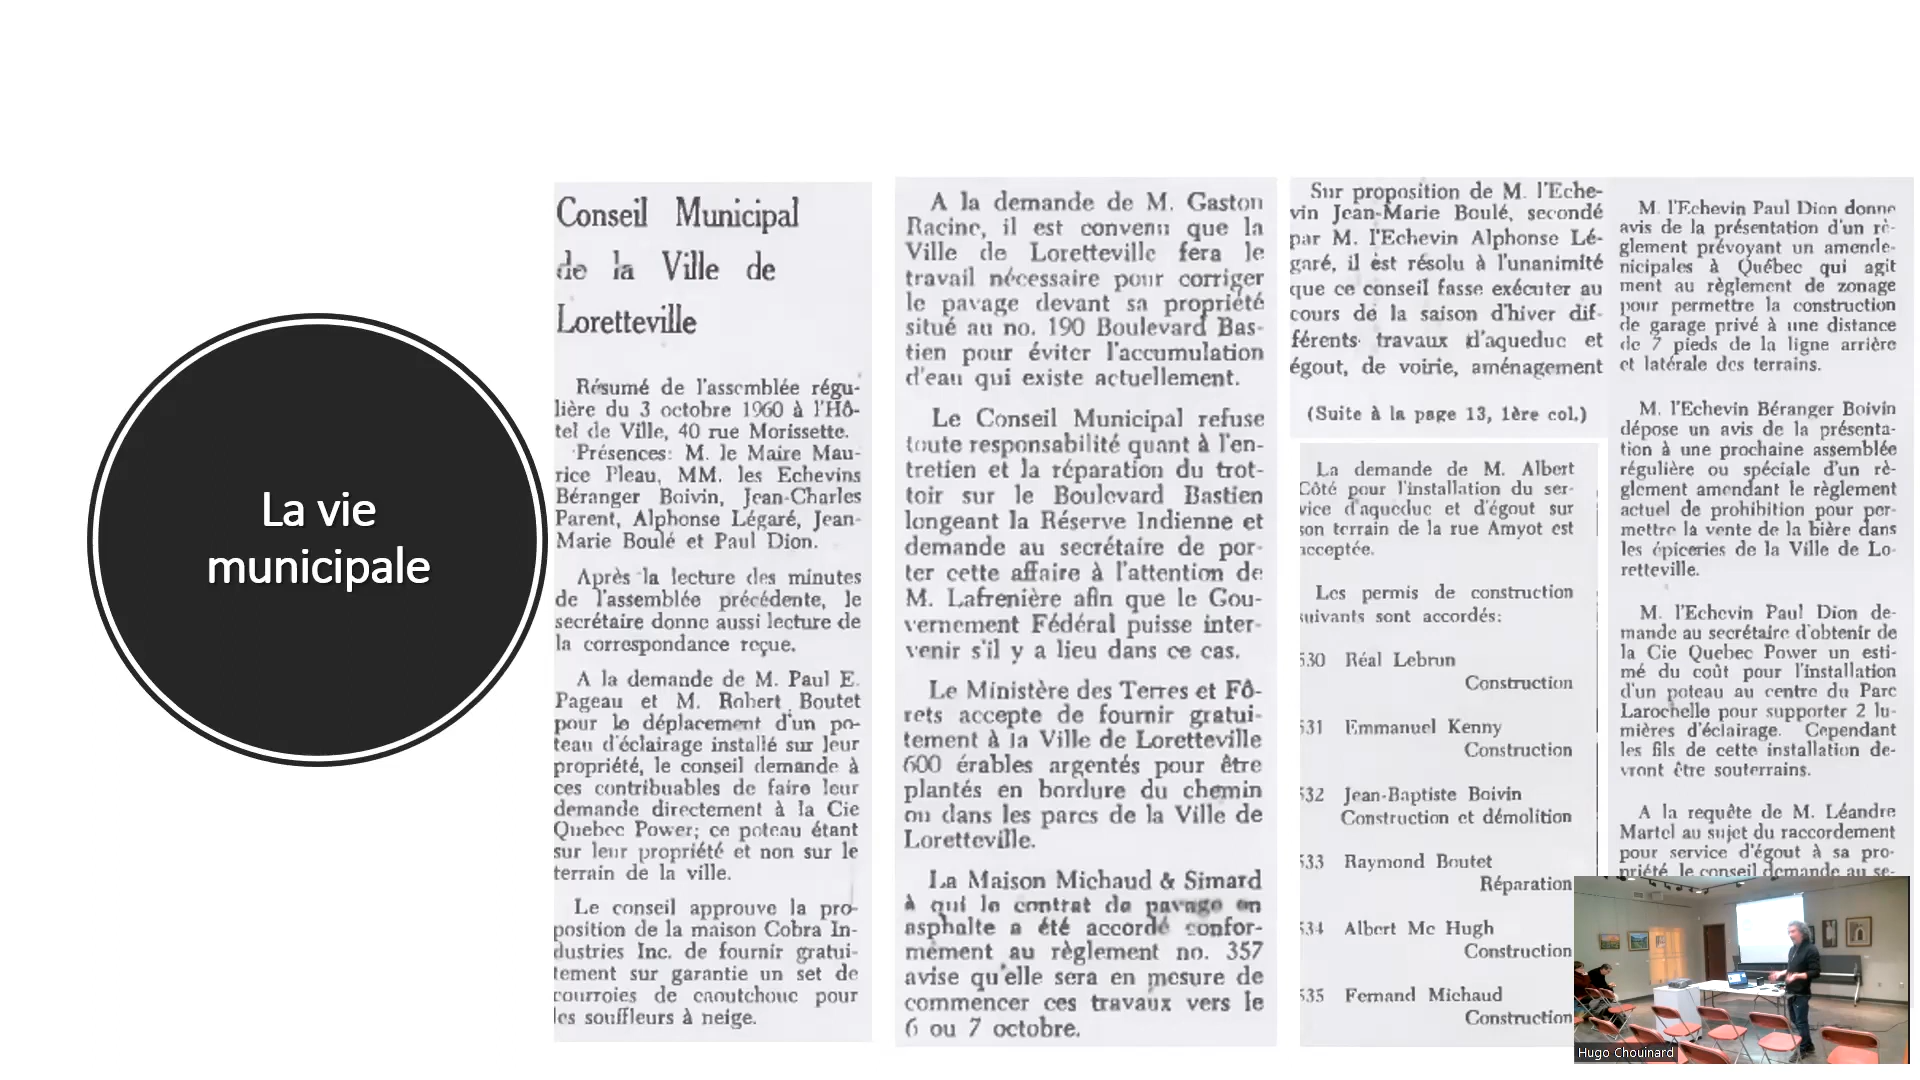 La vie
municipale
Conseil Municipal
de la Ville de
Loretteville
Résumé de l'assemblée régu-
lière du 3 octobre 1960 à l'Hô-
tel de Ville, 40 rue Morissette.
Présences: M. le Maire Mau-
rice Pleau, MM. les Echevins
Béranger Boivin, Jean-Charles
Parent, Alphonse Légaré, Jean-
Marie Boulé et Paul Dion.
Après la lecture des minutes
de l'assemblée précédente, le
secrétaire donne aussi lecture de
la correspondance reçue.
A la demande de M. Paul E.
Pageau et M. Robert Boutet
pour le déplacement d'un po-
teau d'éclairage installé sur leur
propriété, le conseil demande à
ces contribuables de faire leur
demande directement à la Cie
Quebec Power; ce poteau étant
sur leur propriété et non sur le
terrain de la ville.
Le conseil approuve la pro-
position de la maison Cobra In-
dustries Inc. de fournir gratui-
tement sur garantie un set de
courroies de caoutchouc pour
les souffleurs à neige.
A la demande de M. Gaston
Racine, il est convenu que la
Ville de Loretteville fera le
travail nécessaire pour corriger
le pavage devant sa propriété
situé au no. 190 Boulevard Bas-
tien pour éviter l'accumulation
d'eau qui existe actuellement.
Le Conseil Municipal refuse
toute responsabilité quant à l'en-
tretien et la réparation du trot-
toir sur le Boulevard Bastien
longeant la Réserve Indienne et
demande au secrétaire de por-
ter cette affaire à l'attention de
M. Lafrenière afin que le Gou-
vernement Fédéral puisse inter-
venir s'il y a lieu dans ce cas.
Le Ministère des Terres et Fô-
rets accepte de fournir gratui-
tement à la Ville de Loretteville
600 érables argentés pour être
plantés en bordure du chemin
ou dans les parcs de la Ville de
Loretteville.
La Maison Michaud & Simard
à qui le contrat de pavage en
asphalte a été accordé confor-
mément au règlement no. 357
avise qu'elle sera en mesure de
commencer ces travaux vers le
6 ou 7 octobre.
Sur proposition de M. l'Eche-
vin Jean-Marie Boulé, secondé
par M. l'Echevin Alphonse Lé-
garé, il est résolu à l'unanimité
que ce conseil fasse exécuter au
cours de la saison d'hiver dif-
férents travaux d'aqueduc et
égout, de voirie, aménagement
(Suite à la page 13, 1ère col.)
La demande de M. Albert
Côté pour l'installation du ser-
vice d'aqueduc et d'égout sur
son terrain de la rue Amyot est
acceptée.
Les permis de construction
suivants sont accordés:
530 Réal Lebrun
Construction
531 Emmanuel Kenny
Construction
532 Jean-Baptiste Boivin
Construction et démolition
533 Raymond Boutet
Réparation
534 Albert Mc Hugh
Construction
535 Fernand Michaud
Construction
M. l'Echevin Paul Dion donne
avis de la présentation d'un rè-
glement prévoyant un amende-
nicipales à Québec qui agit
ment au règlement de zonage
pour permettre la construction
de garage privé à une distance
de 7 pieds de la ligne arrière
et latérale des terrains.
M. l'Echevin Béranger Boivin
dépose un avis de la présenta-
tion à une prochaine assemblée
régulière ou spéciale d'un rè-
glement amendant le règlement
actuel de prohibition pour per-
mettre la vente de la bière dans
les épiceries de la Ville de Lo-
retteville.
M. l'Echevin Paul Dion de-
mande au secrétaire d'obtenir de
la Cie Quebec Power un esti-
mé du coût pour l'installation
d'un poteau au centre du Parc
Larochelle pour supporter 2 lu-
mières d'éclairage. Cependant
les fils de cette installation de-
vront être souterrains.
A la requête de M. Léandre
Martel au sujet du raccordement
pour service d'égout à sa pro-
priété, le conseil demande au se-
Hugo Chouinard